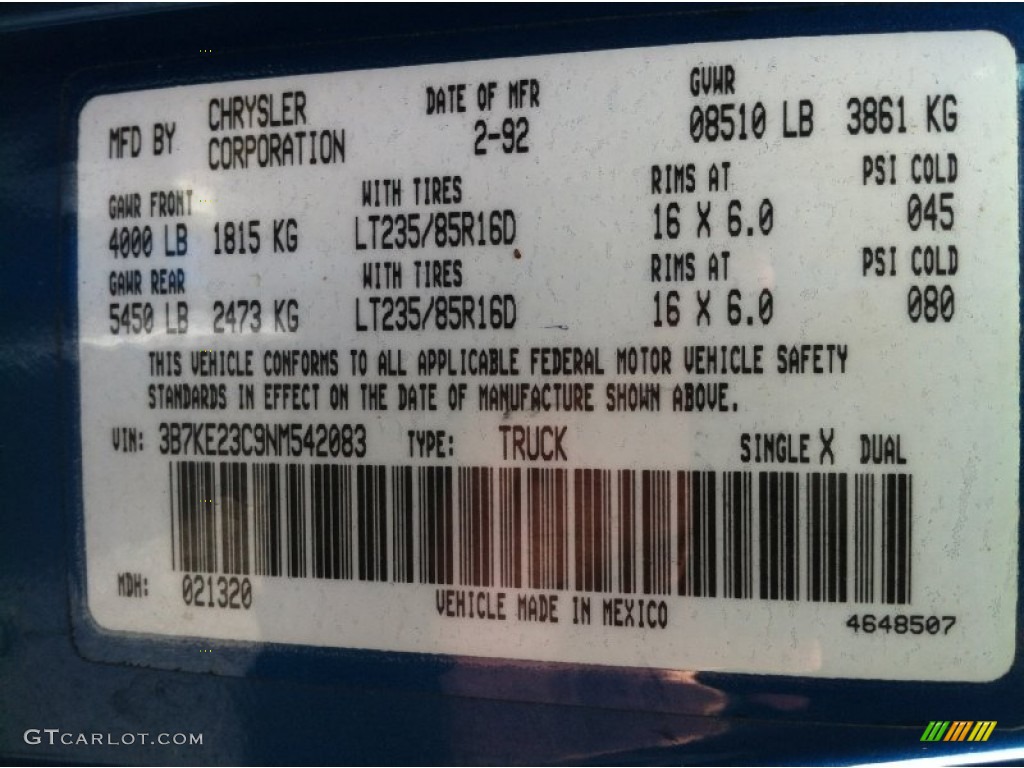 MFD BY CHRYSLER CORPORATION DATE OF MFR 2-92 GVWR 08510 LB 3861 KG
GAWR FRONT WITH TIRES RIMS AT PSI COLD
4000 LB 1815 KG LT235/85R16D 16 X 6.0 045
GAWR REAR WITH TIRES RIMS AT PSI COLD
5450 LB 2473 KG LT235/85R16D 16 X 6.0 080
THIS VEHICLE CONFORMS TO ALL APPLICABLE FEDERAL MOTOR VEHICLE SAFETY
STANDARDS IN EFFECT ON THE DATE OF MANUFACTURE SHOWN ABOVE.
VIN: 3B7KE23C9NM542083 TYPE: TRUCK SINGLE X DUAL
MDH: 021320 VEHICLE MADE IN MEXICO 4648507
GTCARLOT.COM